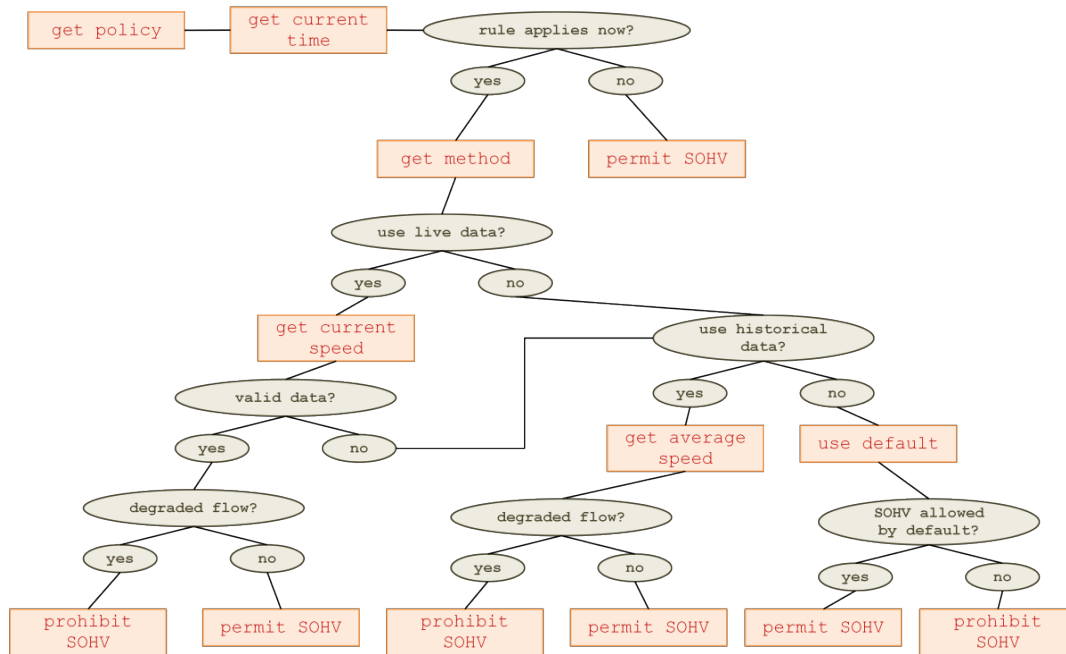 get policy
get current
time
rule applies now?
yes
no
get method
permit SOHV
use live data?
yes
no
get current
speed
use historical
data?
valid data?
yes
no
yes
no
get average
speed
use default
degraded flow?
degraded flow?
SOHV allowed
by default?
yes
no
yes
no
yes
no
prohibit
SOHV
permit SOHV
prohibit
SOHV
permit SOHV
permit SOHV
prohibit
SOHV